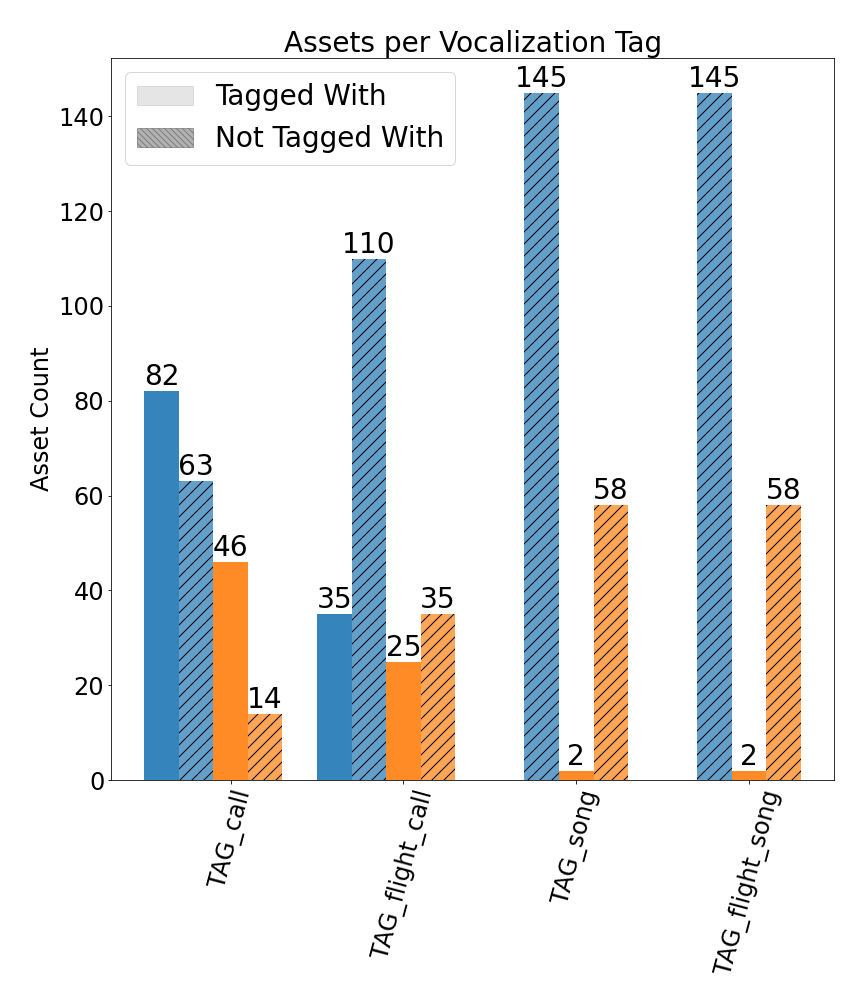 Assets per Vocalization Tag
Tagged With
Not Tagged With
Asset Count
140
120
100
80
60
40
20
0
82
63
46
14
35
110
25
35
145
2
58
145
2
58
TAG_call
TAG_flight_call
TAG_song
TAG_flight_song